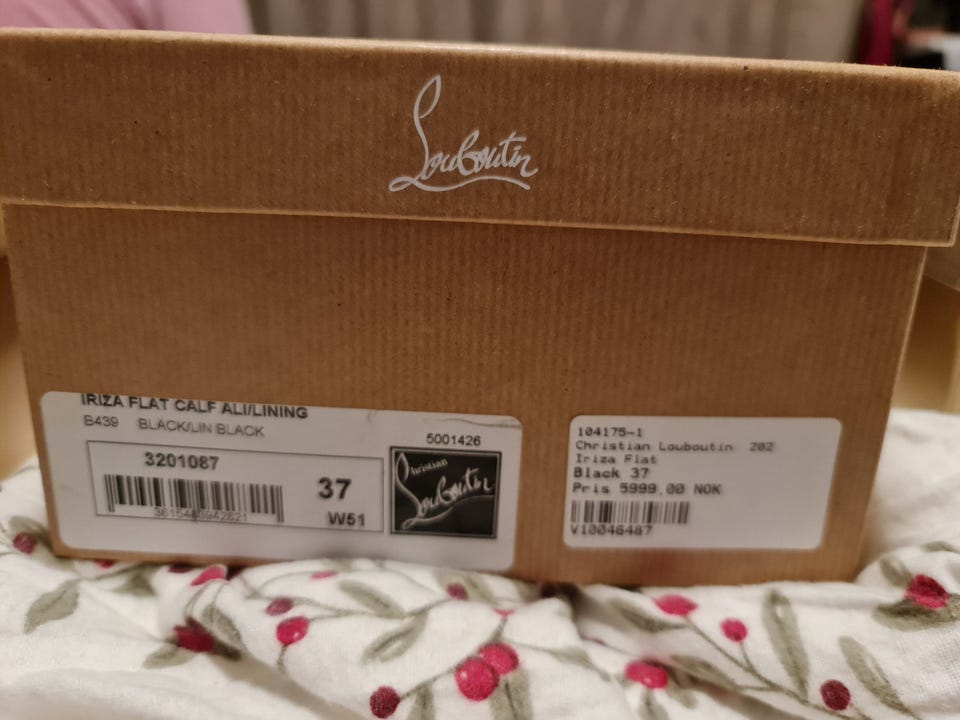 Louboutin
IRIZA FLAT CALF ALI/LINING
B439 BLACK/LIN BLACK
3201087
37
W51
5001426
Christian
Louboutin
104175-1
Christian Louboutin 202
Iriza Flat
Black 37
Pris 5999,00 NOK
V10046487